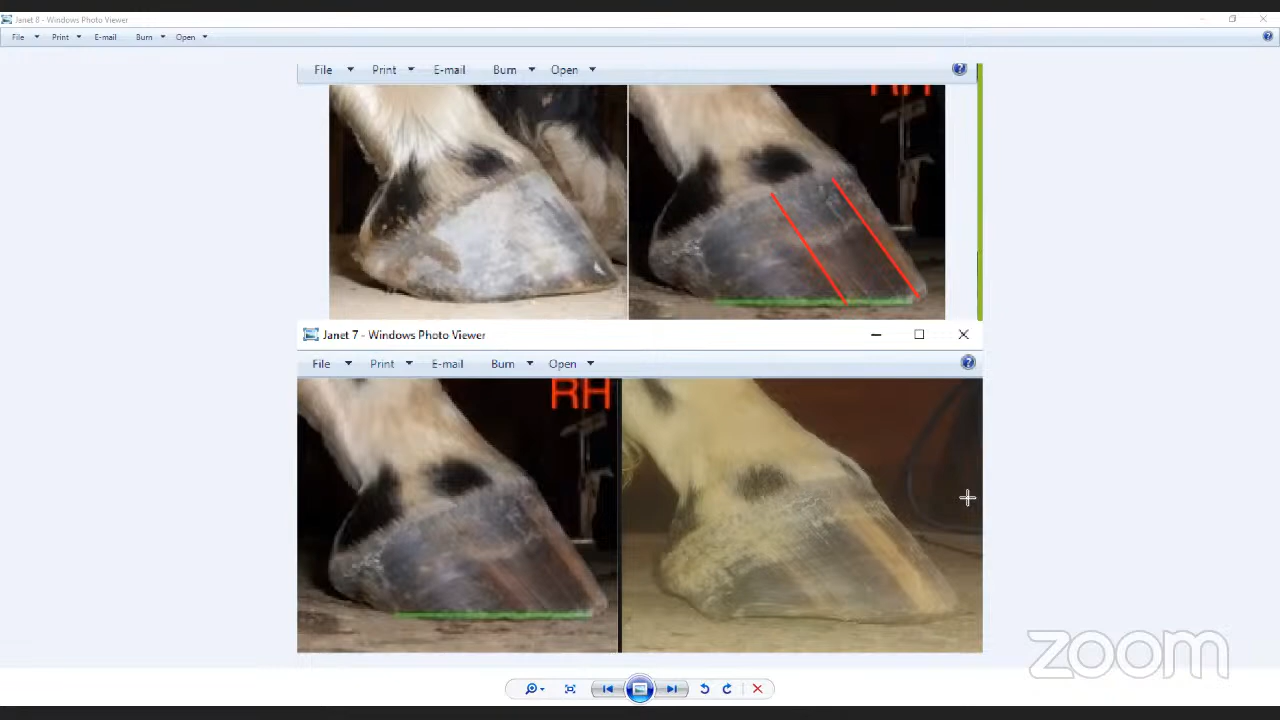 Janet 8 - Windows Photo Viewer
File Print E-mail Burn Open
File Print E-mail Burn Open
RH
Janet 7 - Windows Photo Viewer
File Print E-mail Burn Open
RH
zoom